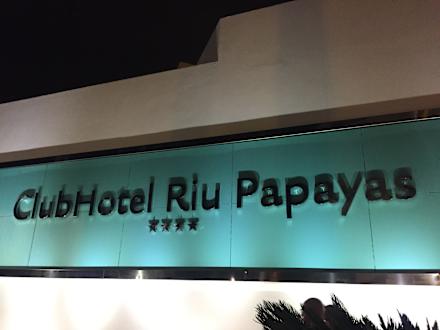 ClubHotel Riu Papayas
★★★★